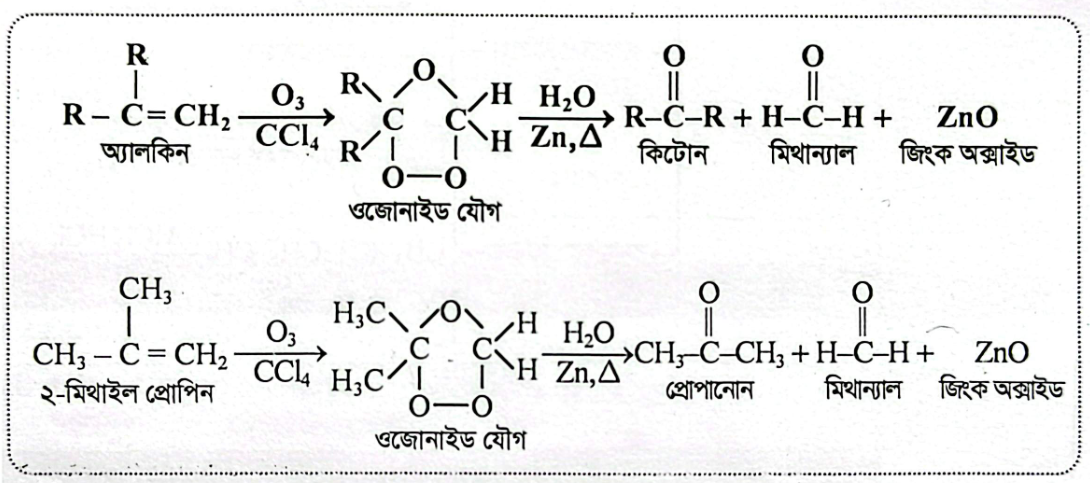 R
R – C = CH₂ O₃ CCl₄ R R C O C H H O—O H₂O Zn,Δ R–C–R + H–C–H + ZnO
O O
অ্যালকিন কিটোন মিথান্যাল জিংক অক্সাইড
ওজোনাইড যৌগ
CH₃
CH₃ – C = CH₂ O₃ CCl₄ H₃C H₃C C O C H H O—O H₂O Zn,Δ CH₃–C–CH₃ + H–C–H + ZnO
O O
২-মিথাইল প্রোপিন প্রোপানোন মিথান্যাল জিংক অক্সাইড
ওজোনাইড যৌগ